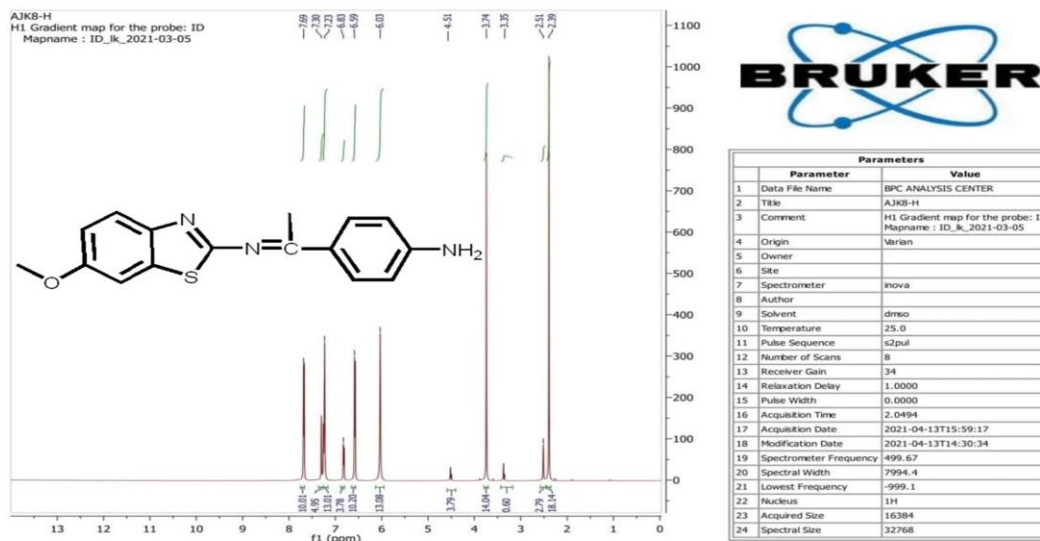 AJK8-H
H1 Gradient map for the probe: ID
Mapname : ID_lk_2021-03-05
7.69
7.30
7.23
6.83
6.59
6.03
4.51
3.74
3.35
2.51
2.39
1100
1000
900
800
700
600
500
400
300
200
100
0
N
S
O
N
C
NH2
10.01
4.95
13.01
3.78
10.20
13.08
3.79
14.04
0.60
2.79
18.14
13 12 11 10 9 8 7 6 5 4 3 2 1 0
f1 (ppm)
BRUKER
Parameters
Parameter Value
1 Data File Name BPC ANALYSIS CENTER
2 Title AJK8-H
3 Comment H1 Gradient map for the probe: I
Mapname : ID_lk_2021-03-05
4 Origin Varian
5 Owner
6 Site
7 Spectrometer inova
8 Author
9 Solvent dmso
10 Temperature 25.0
11 Pulse Sequence s2pul
12 Number of Scans 8
13 Receiver Gain 34
14 Relaxation Delay 1.0000
15 Pulse Width 0.0000
16 Acquisition Time 2.0494
17 Acquisition Date 2021-04-13T15:59:17
18 Modification Date 2021-04-13T14:30:34
19 Spectrometer Frequency 499.67
20 Spectral Width 7994.4
21 Lowest Frequency -999.1
22 Nucleus 1H
23 Acquired Size 16384
24 Spectral Size 32768